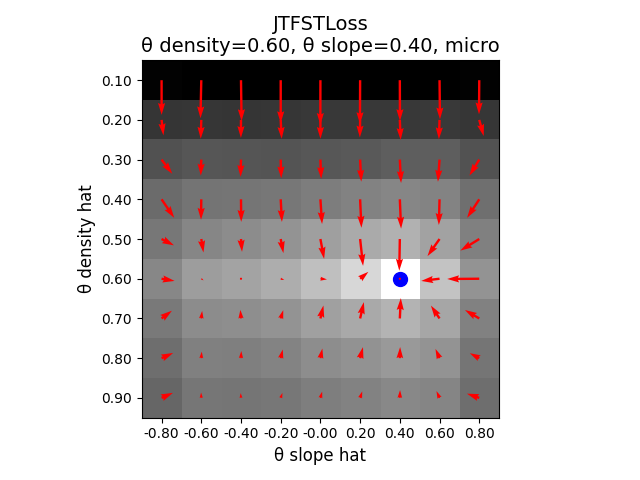 JTFSTLoss
θ density=0.60, θ slope=0.40, micro
θ density hat
0.10
0.20
0.30
0.40
0.50
0.60
0.70
0.80
0.90
-0.80 -0.60 -0.40 -0.20 -0.00 0.20 0.40 0.60 0.80
θ slope hat